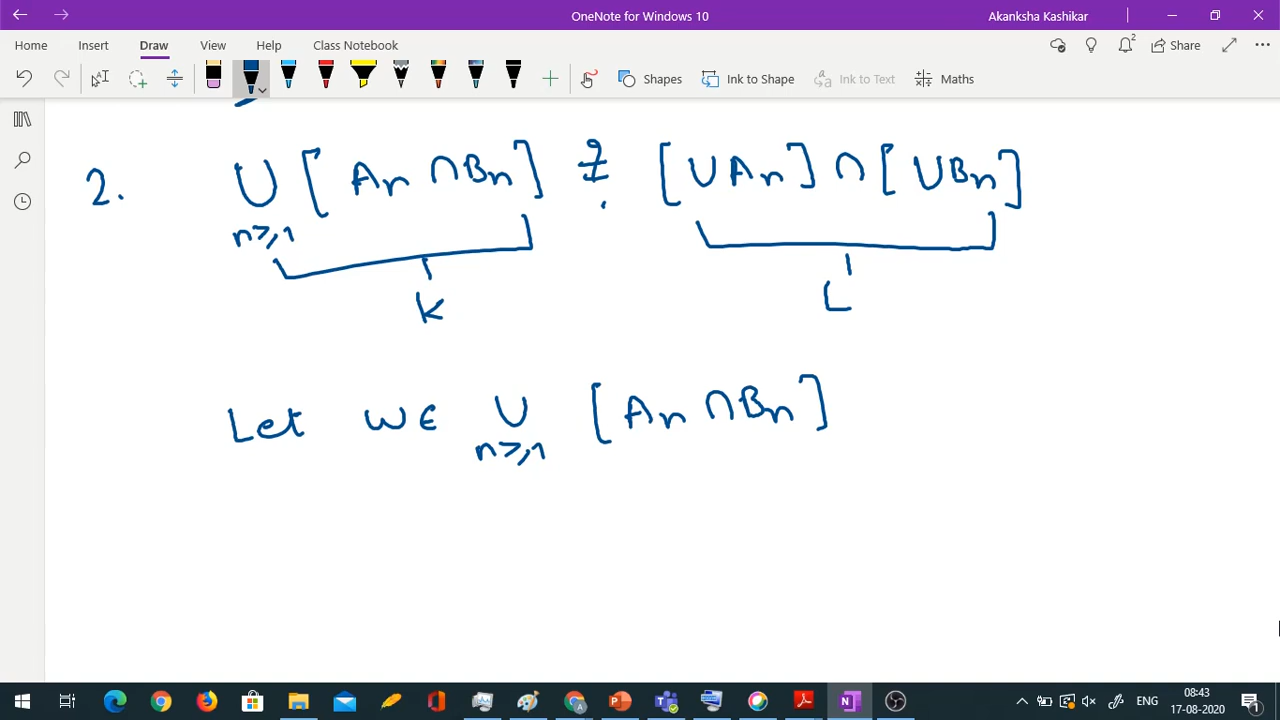 OneNote for Windows 10
Akanksha Kashikar
Home Insert Draw View Help Class Notebook
Share
Shapes
Ink to Shape
Ink to Text
Maths
2. ∪ [An ∩ Bn] [∪An] ∩ [∪Bn]
n≥1
K
L
Let ω∈ ∪ [An ∩ Bn]
n≥1
ENG
08:43
17-08-2020